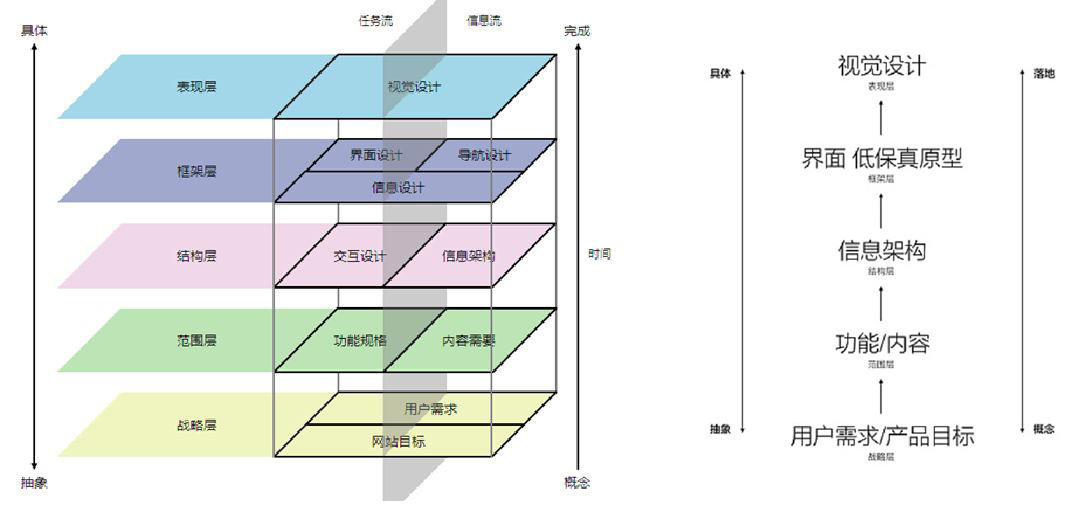 任务流
信息流
具体
完成
表现层
视觉设计
框架层
界面设计
导航设计
信息设计
结构层
交互设计
信息架构
时间
范围层
功能规格
内容需要
战略层
用户需求
网站目标
抽象
概念
具体
视觉设计
表现层
落地
界面 低保真原型
框架层
信息架构
结构层
功能/内容
范围层
抽象
用户需求/产品目标
战略层
概念